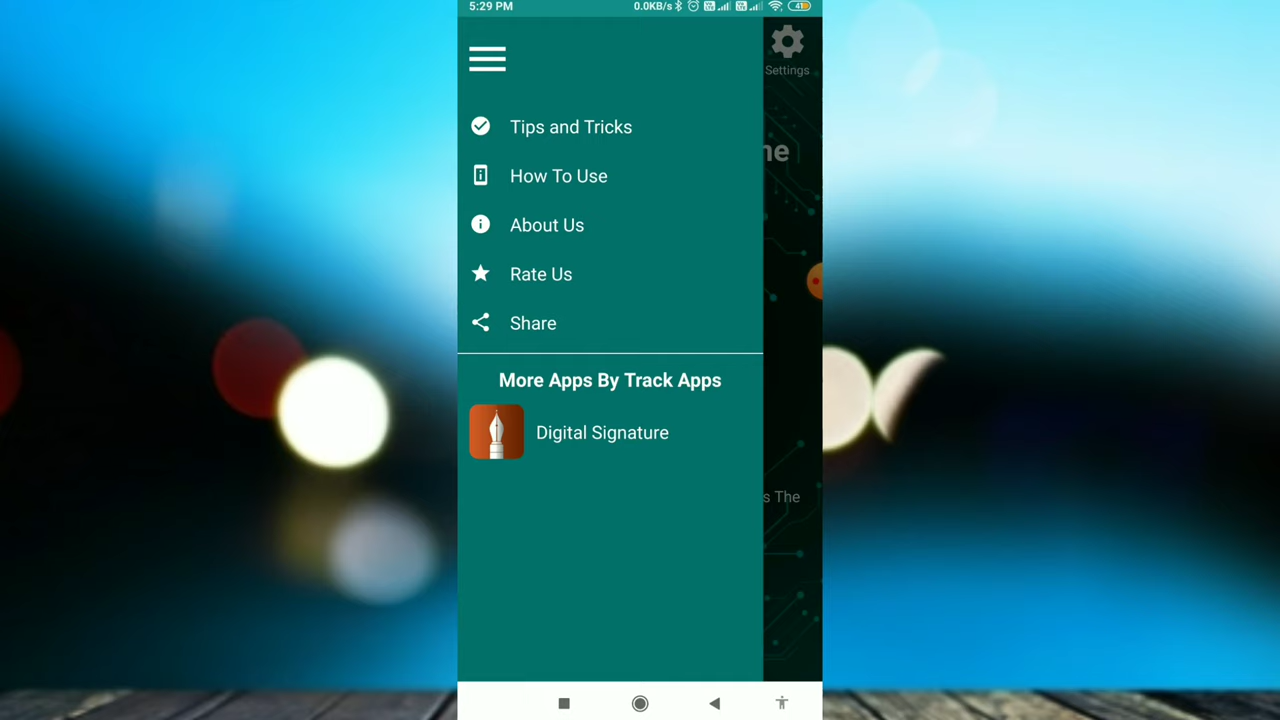 5:29 PM 0.0KB/s 41
Settings
ne
Tips and Tricks
How To Use
About Us
Rate Us
Share
More Apps By Track Apps
Digital Signature
s The